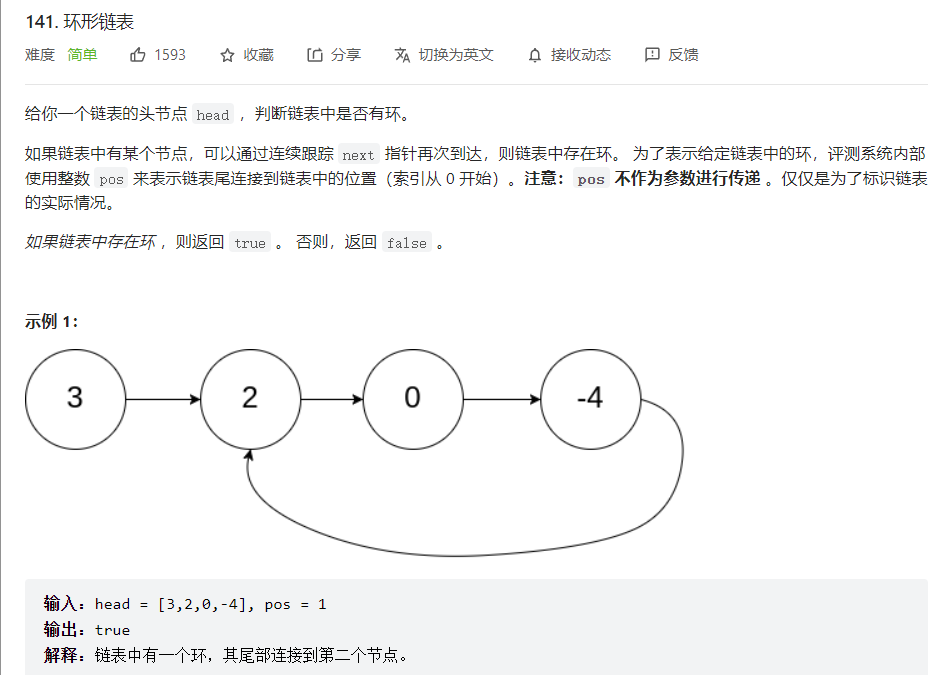 141. 环形链表
难度 简单 1593 收藏 分享 切换为英文 接收动态 反馈
给你一个链表的头节点 head ，判断链表中是否有环。
如果链表中有某个节点，可以通过连续跟踪 next 指针再次到达，则链表中存在环。 为了表示给定链表中的环，评测系统内部
使用整数 pos 来表示链表尾连接到链表中的位置（索引从 0 开始）。注意：pos 不作为参数进行传递 。仅仅是为了标识链表
的实际情况。
如果链表中存在环 ，则返回 true 。 否则，返回 false 。
示例 1：
3 2 0 -4
输入：head = [3,2,0,-4], pos = 1
输出：true
解释：链表中有一个环，其尾部连接到第二个节点。